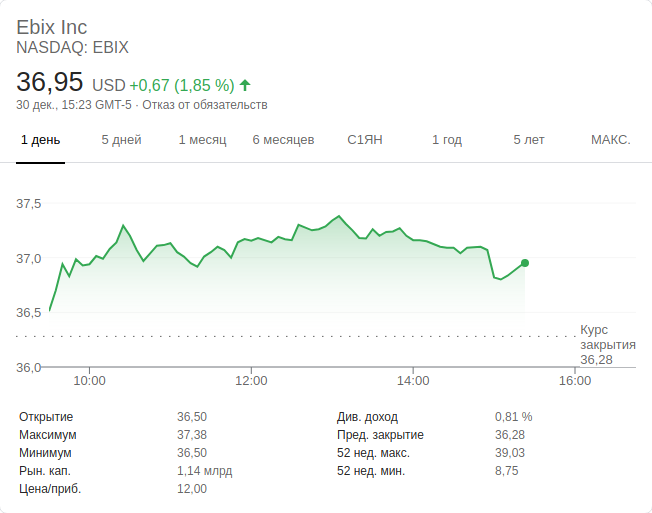 Ebix Inc
NASDAQ: EBIX
36,95 USD +0,67 (1,85 %)
30 дек., 15:23 GMT-5 · Отказ от обязательств
1 день 5 дней 1 месяц 6 месяцев С1ЯН 1 год 5 лет МАКС.
37,5
37,0
36,5
36,0
Курс
закрытия
36,28
10:00 12:00 14:00 16:00
Открытие 36,50 Див. доход 0,81 %
Максимум 37,38 Пред. закрытие 36,28
Минимум 36,50 52 нед. макс. 39,03
Рын. кап. 1,14 млрд 52 нед. мин. 8,75
Цена/приб. 12,00